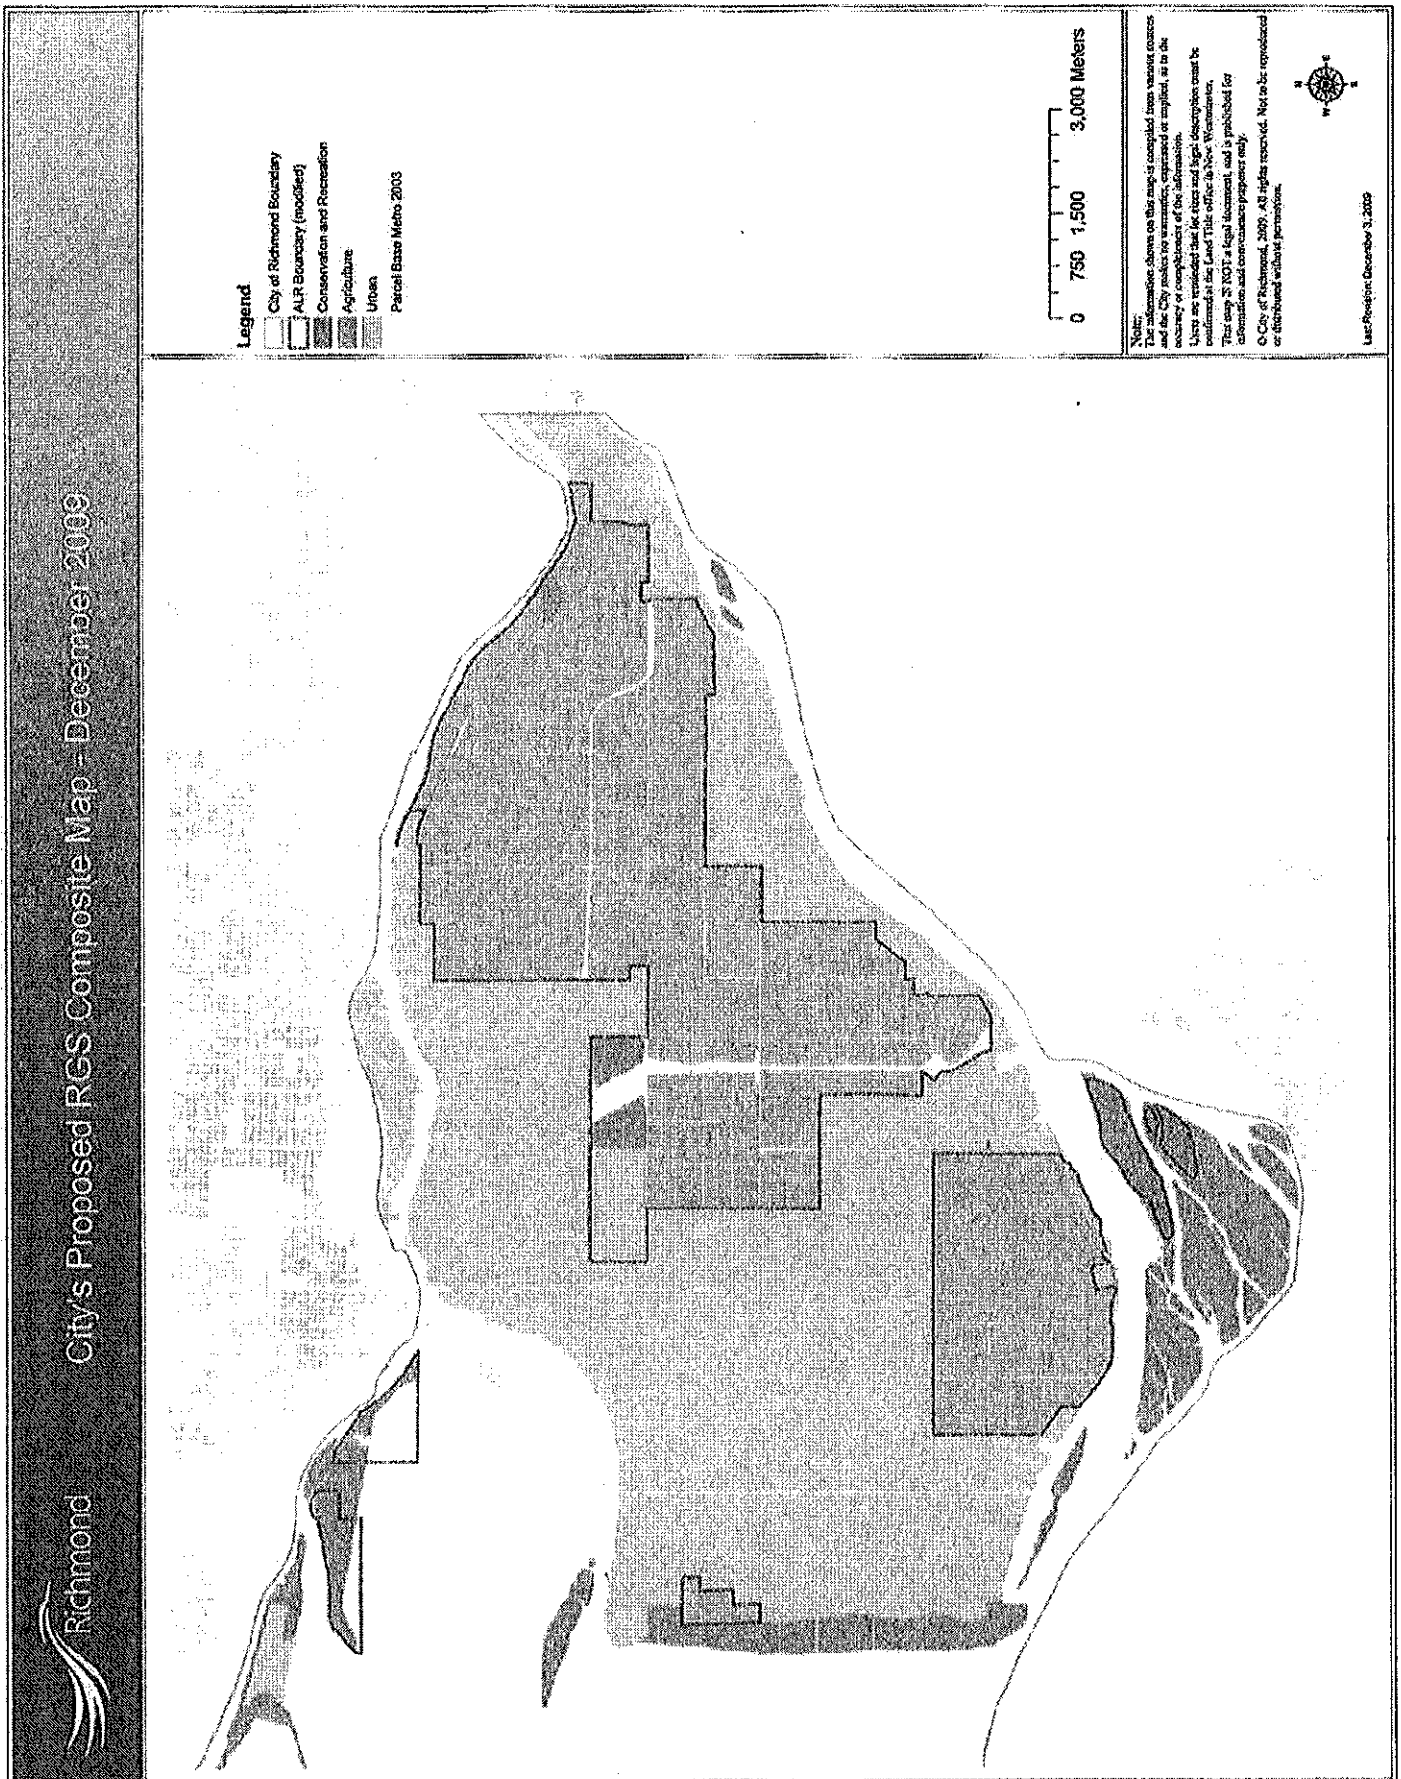 Richmond
City's Proposed RGS Composite Map - December 2009
Legend
City of Richmond Boundary
ALR Boundary (modified)
Conservation and Recreation
Agriculture
Urban
Parcel Base Metro 2003
0 750 1,500 3,000 Meters
Note:
The information shown on this map is compiled from various sources
and the City makes no warranties, expressed or implied, as to the
accuracy or completeness of the information.
Users are reminded that lot sizes and legal description must be
confirmed at the Land Title office in New Westminster.
This map IS NOT a legal document, and is published for
information and convenience purposes only.
© City of Richmond, 2009. All rights reserved. Not to be reproduced
or distributed without permission.
N
W
E
S
Last Revision: December 3, 2009